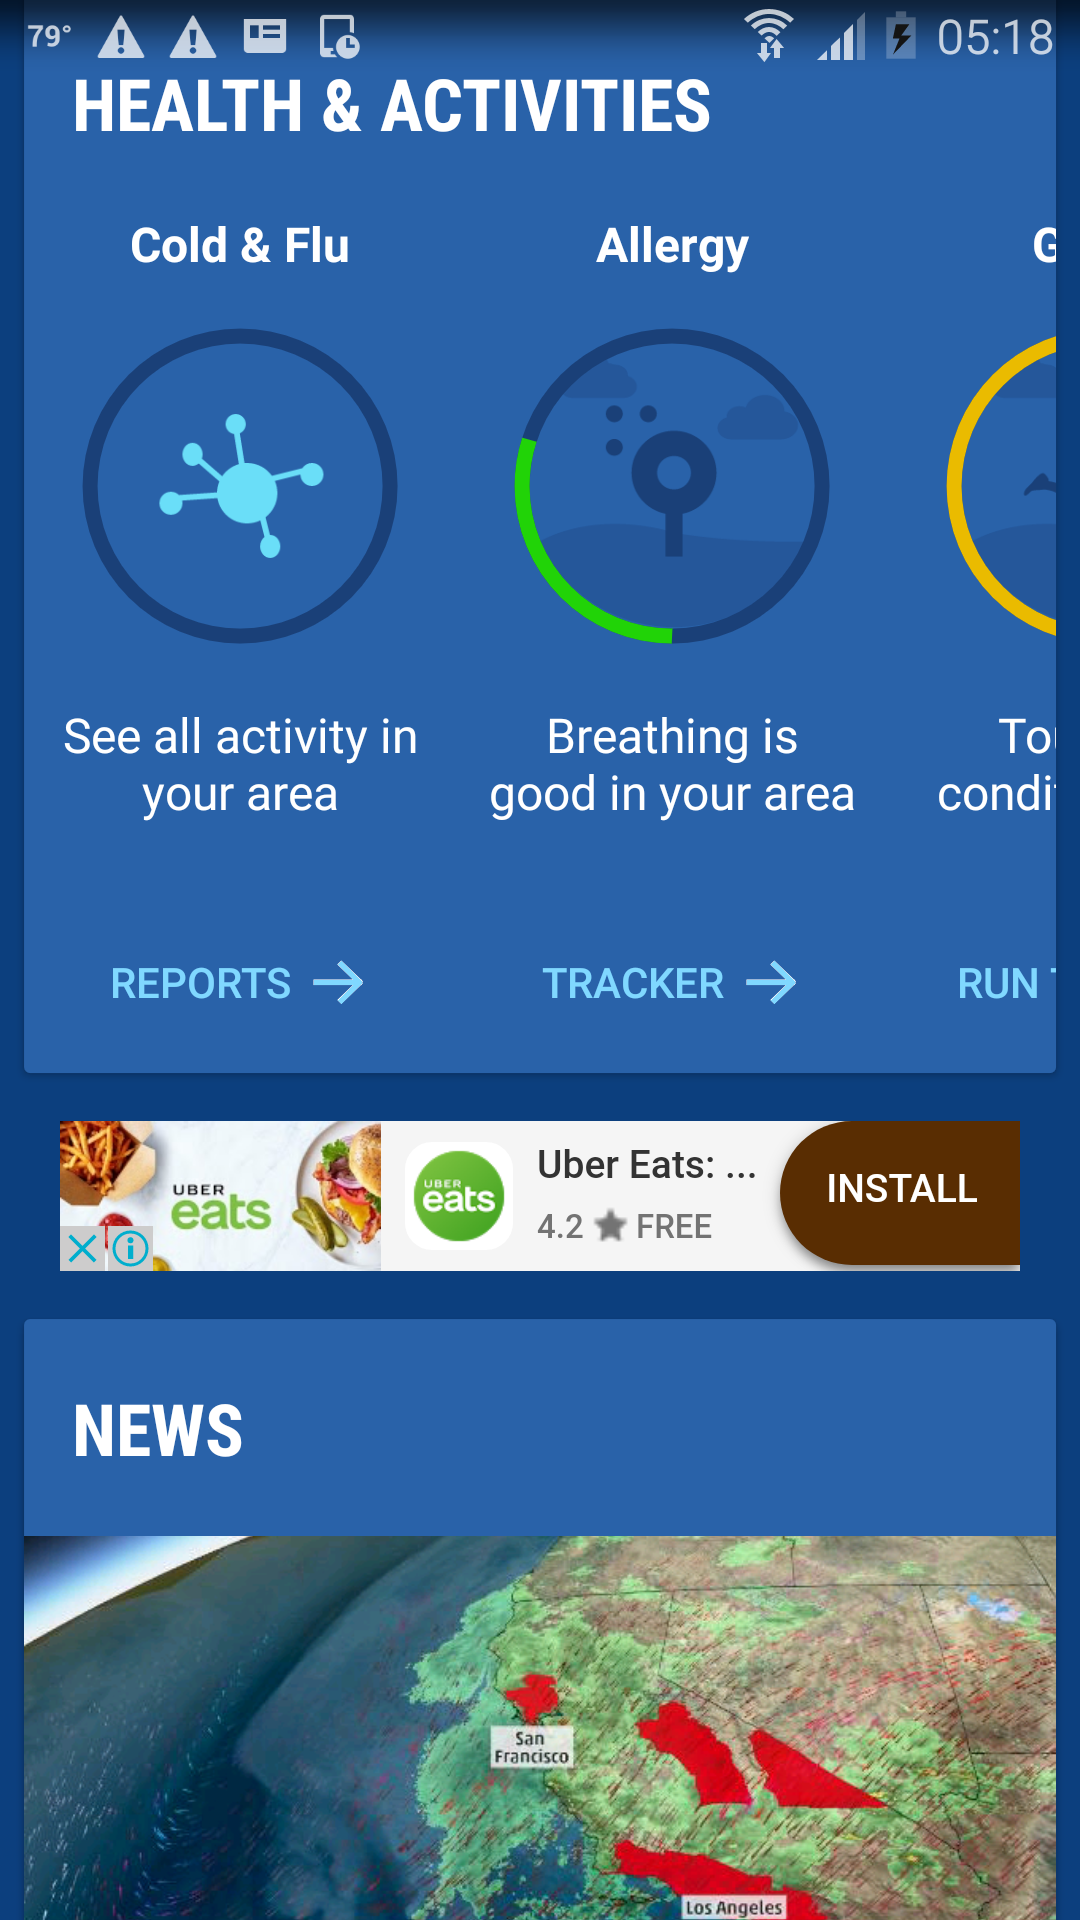 79°
05:18
HEALTH & ACTIVITIES
Cold & Flu
Allergy
G
See all activity in
your area
Breathing is
good in your area
Tou
condi
REPORTS
TRACKER
RUN
UBER
eats
UBER
eats
Uber Eats: ...
4.2 ★ FREE
INSTALL
NEWS
San
Francisco
Los Angeles